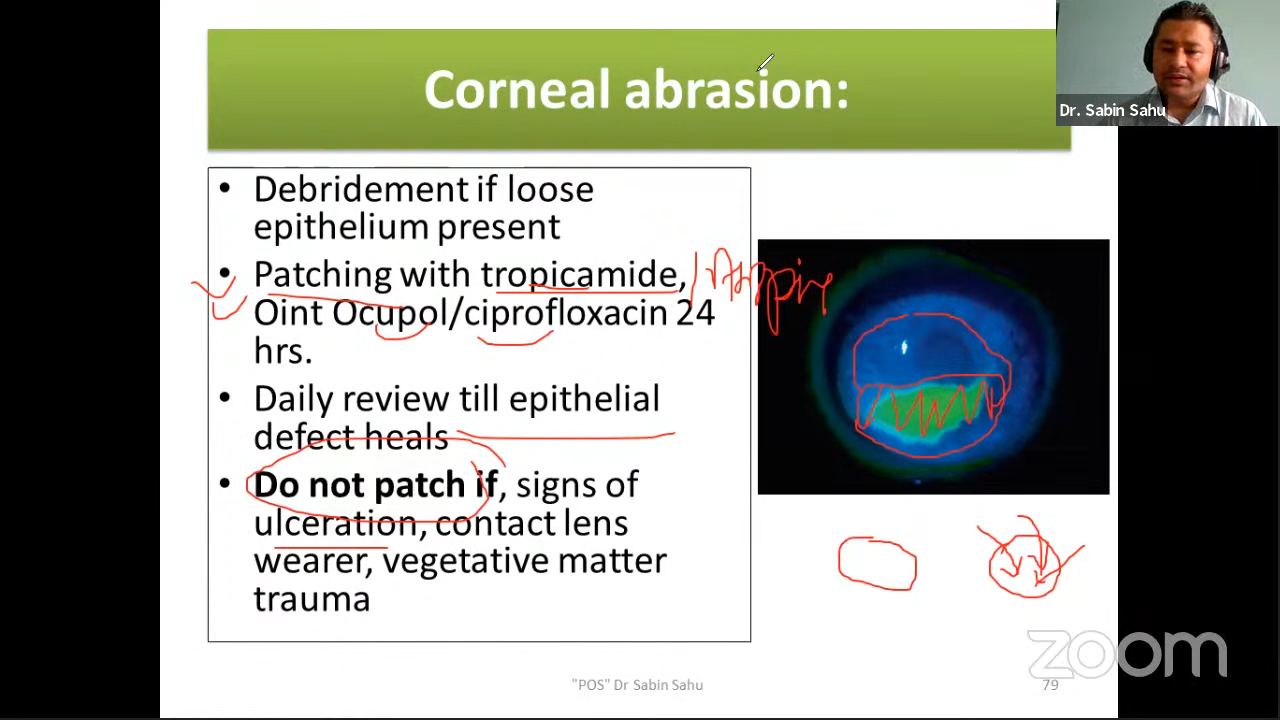 Corneal abrasion:
Dr. Sabin Sahu
• Debridement if loose
epithelium present
• Patching with tropicamide,
Oint Ocupol/ciprofloxacin 24
hrs.
• Daily review till epithelial
defect heals
• Do not patch if, signs of
ulceration, contact lens
wearer, vegetative matter
trauma
zoom
"POS" Dr Sabin Sahu
79